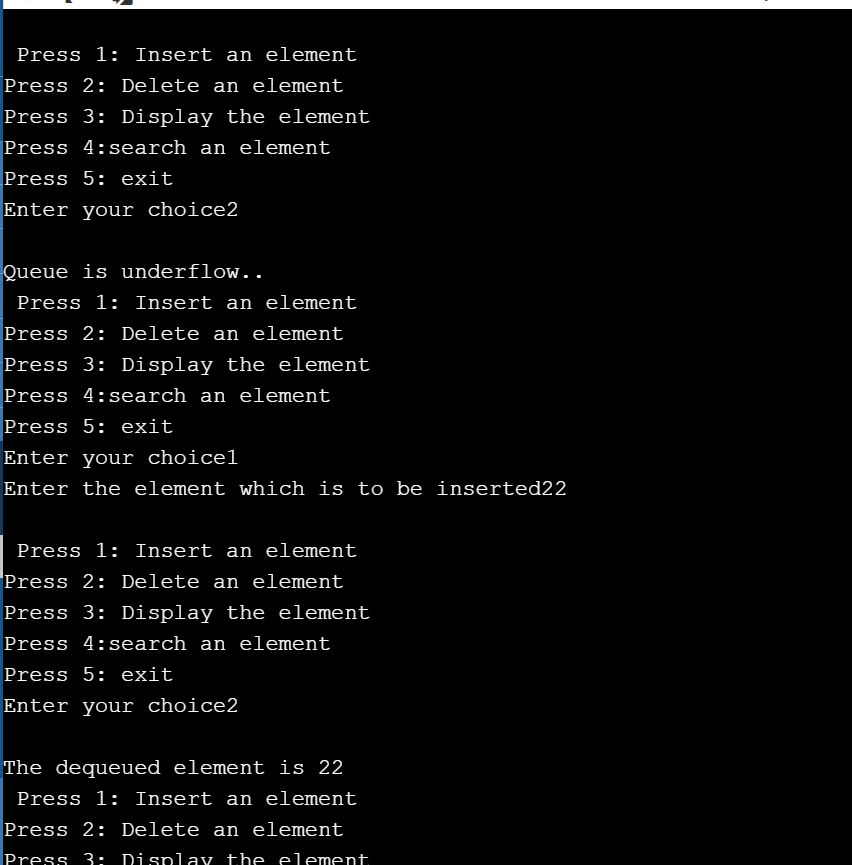 Press 1: Insert an element
Press 2: Delete an element
Press 3: Display the element
Press 4:search an element
Press 5: exit
Enter your choice2
Queue is underflow..
Press 1: Insert an element
Press 2: Delete an element
Press 3: Display the element
Press 4:search an element
Press 5: exit
Enter your choice1
Enter the element which is to be inserted22
Press 1: Insert an element
Press 2: Delete an element
Press 3: Display the element
Press 4:search an element
Press 5: exit
Enter your choice2
The dequeued element is 22
Press 1: Insert an element
Press 2: Delete an element
Press 3: Display the element